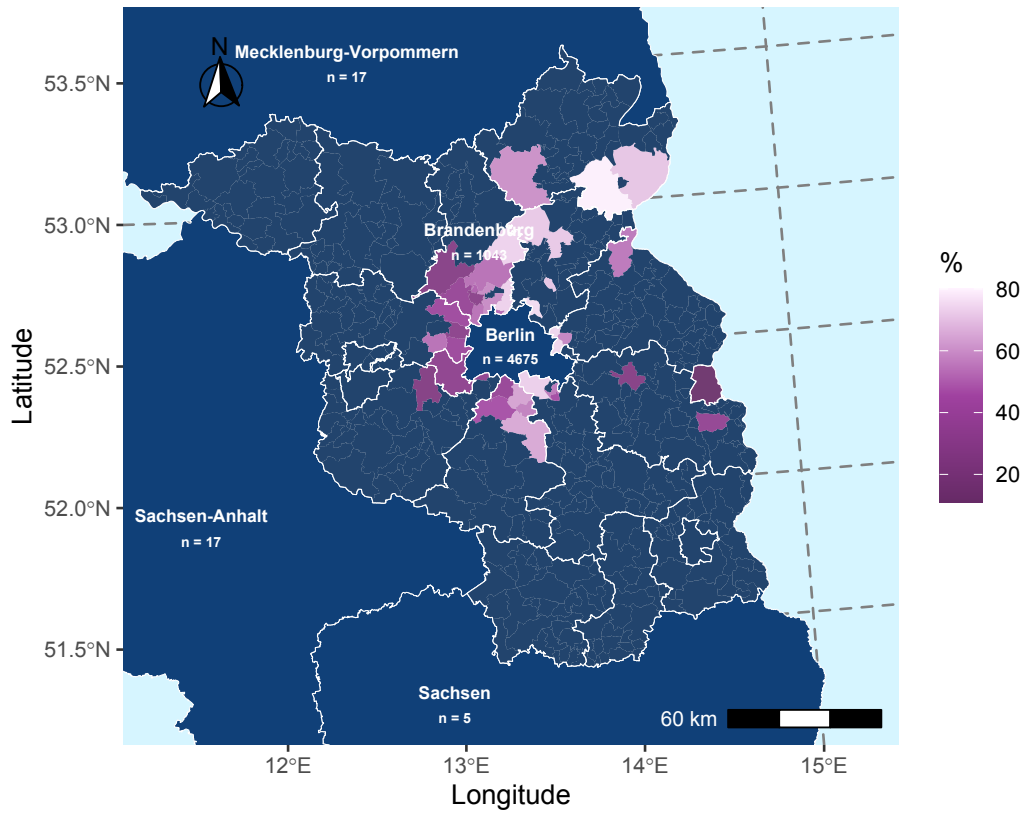 N
Mecklenburg-Vorpommern
n = 17
Brandenburg
n = 1043
Berlin
n = 4675
Sachsen-Anhalt
n = 17
Sachsen
n = 5
60 km
53.5°N
53.0°N
52.5°N
52.0°N
51.5°N
Latitude
12°E
13°E
14°E
15°E
Longitude
%
80
60
40
20